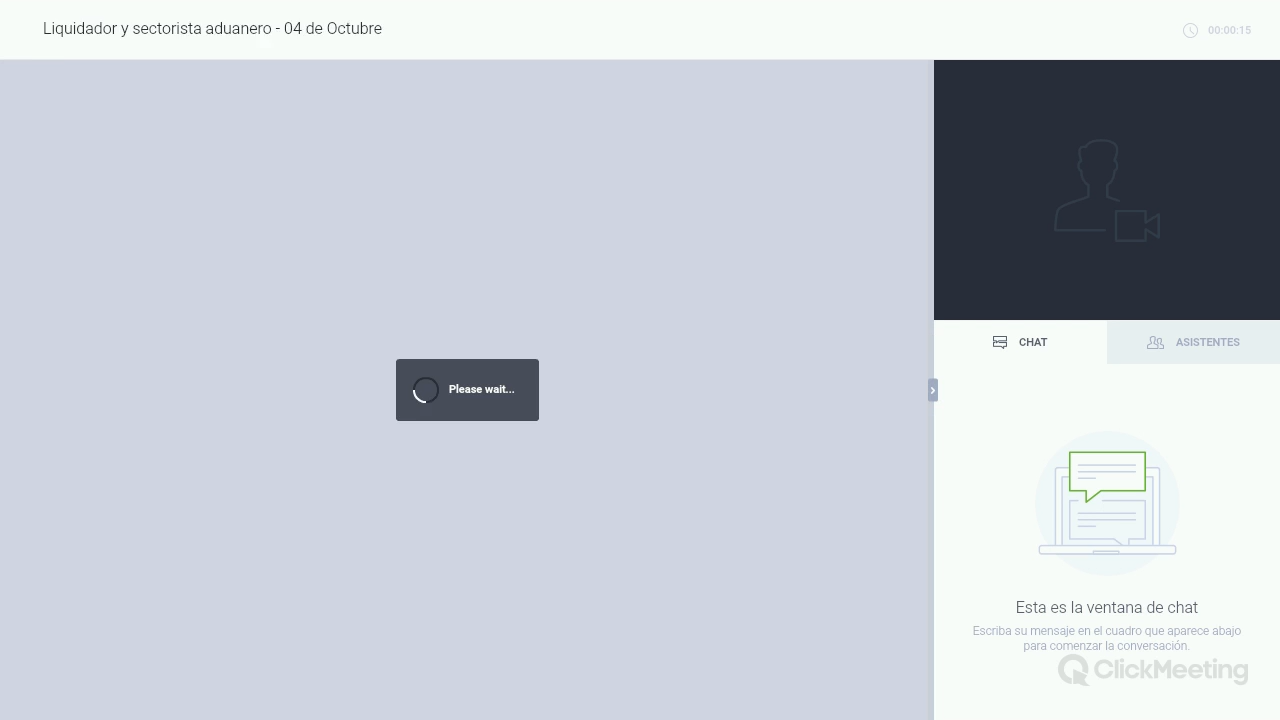 Liquidador y sectorista aduanero - 04 de Octubre
00:00:15
Please wait...
CHAT
ASISTENTES
Esta es la ventana de chat
Escriba su mensaje en el cuadro que aparece abajo
para comenzar la conversación.
ClickMeeting